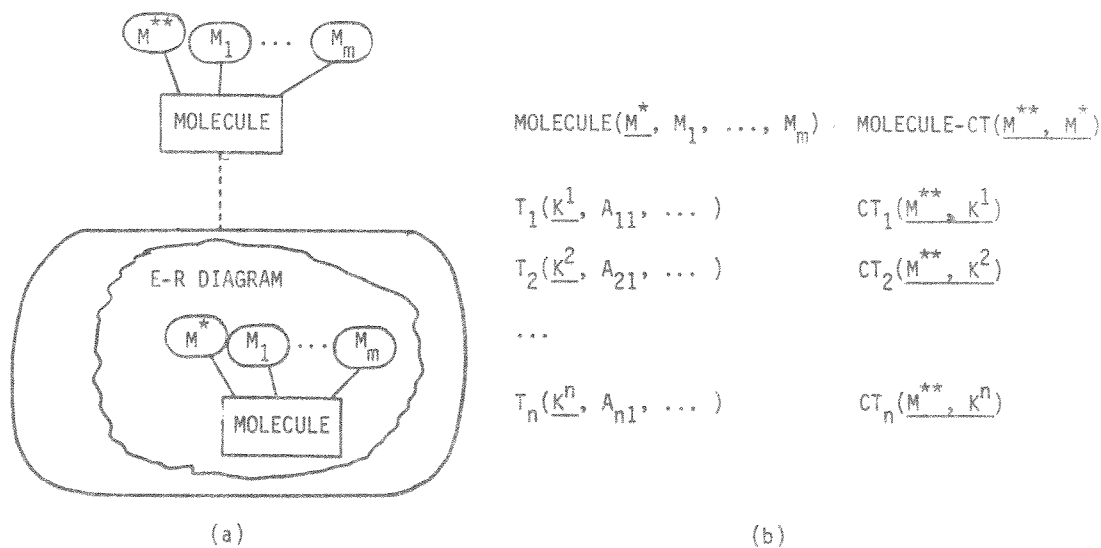 M** M1 ... Mm
MOLECULE
E-R DIAGRAM
M* M1 ... Mm
MOLECULE
(a)
MOLECULE(M*, M1, ..., Mm) MOLECULE-CT(M**, M*)
T1(K1, A11, ... ) CT1(M**, K1)
T2(K2, A21, ... ) CT2(M**, K2)
...
Tn(Kn, An1, ... ) CTn(M**, Kn)
(b)